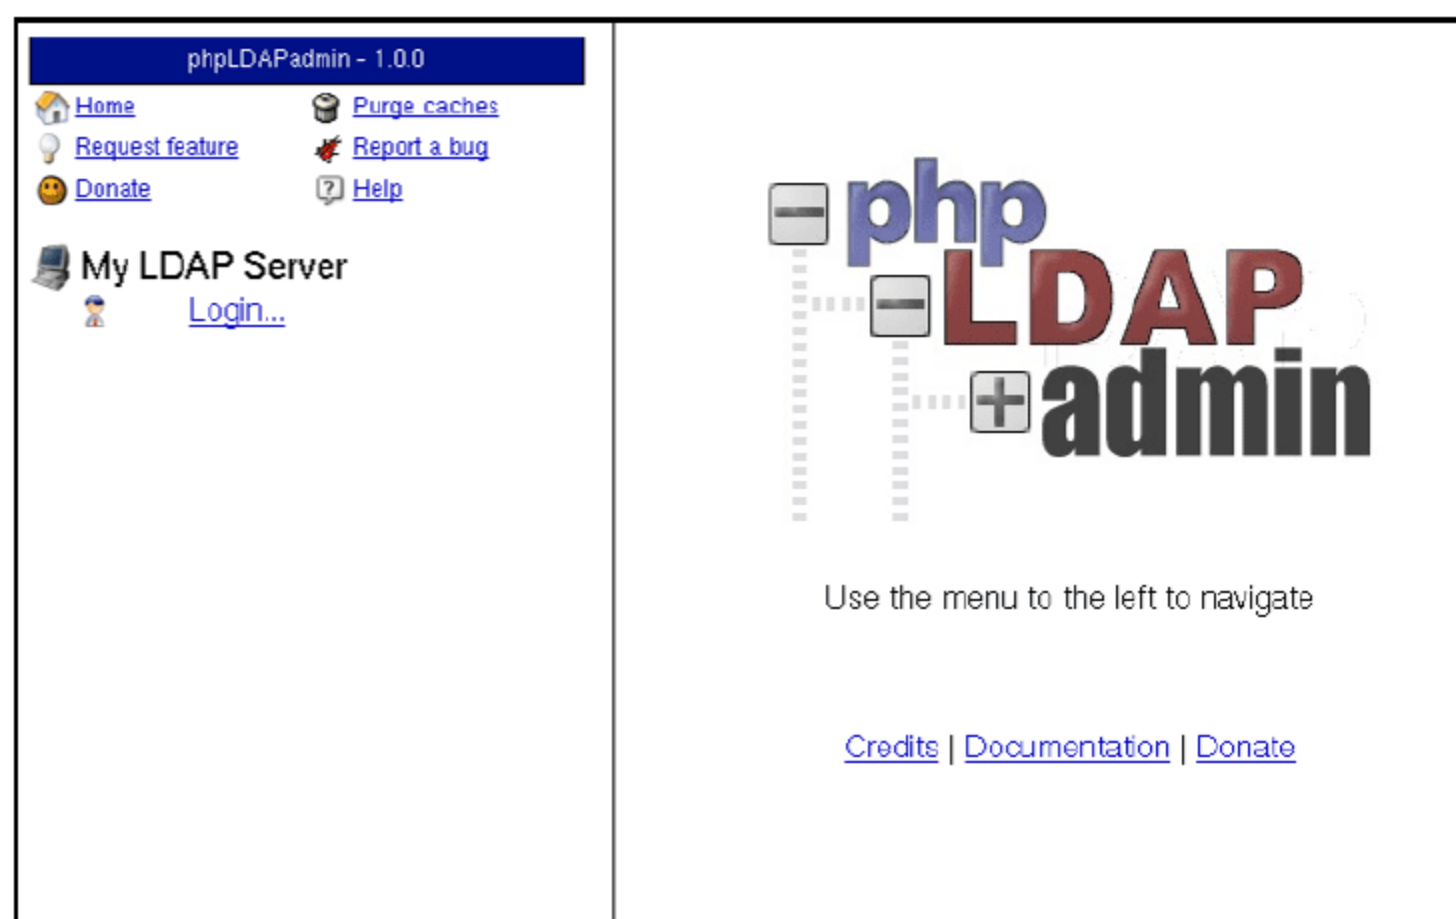 phpLDAPadmin - 1.0.0
Home Purge caches
Request feature Report a bug
Donate Help
My LDAP Server
Login...
php
LDAP
admin
Use the menu to the left to navigate
Credits | Documentation | Donate